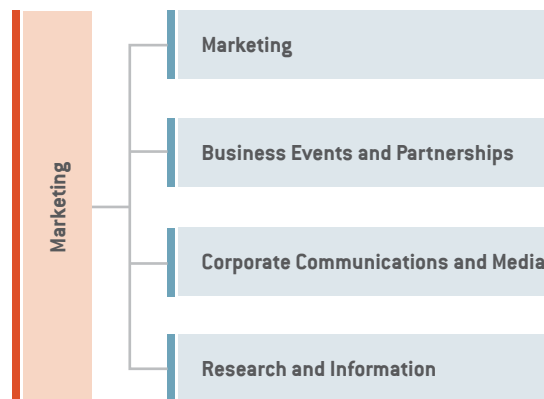 Marketing
Marketing
Business Events and Partnerships
Corporate Communications and Media
Research and Information